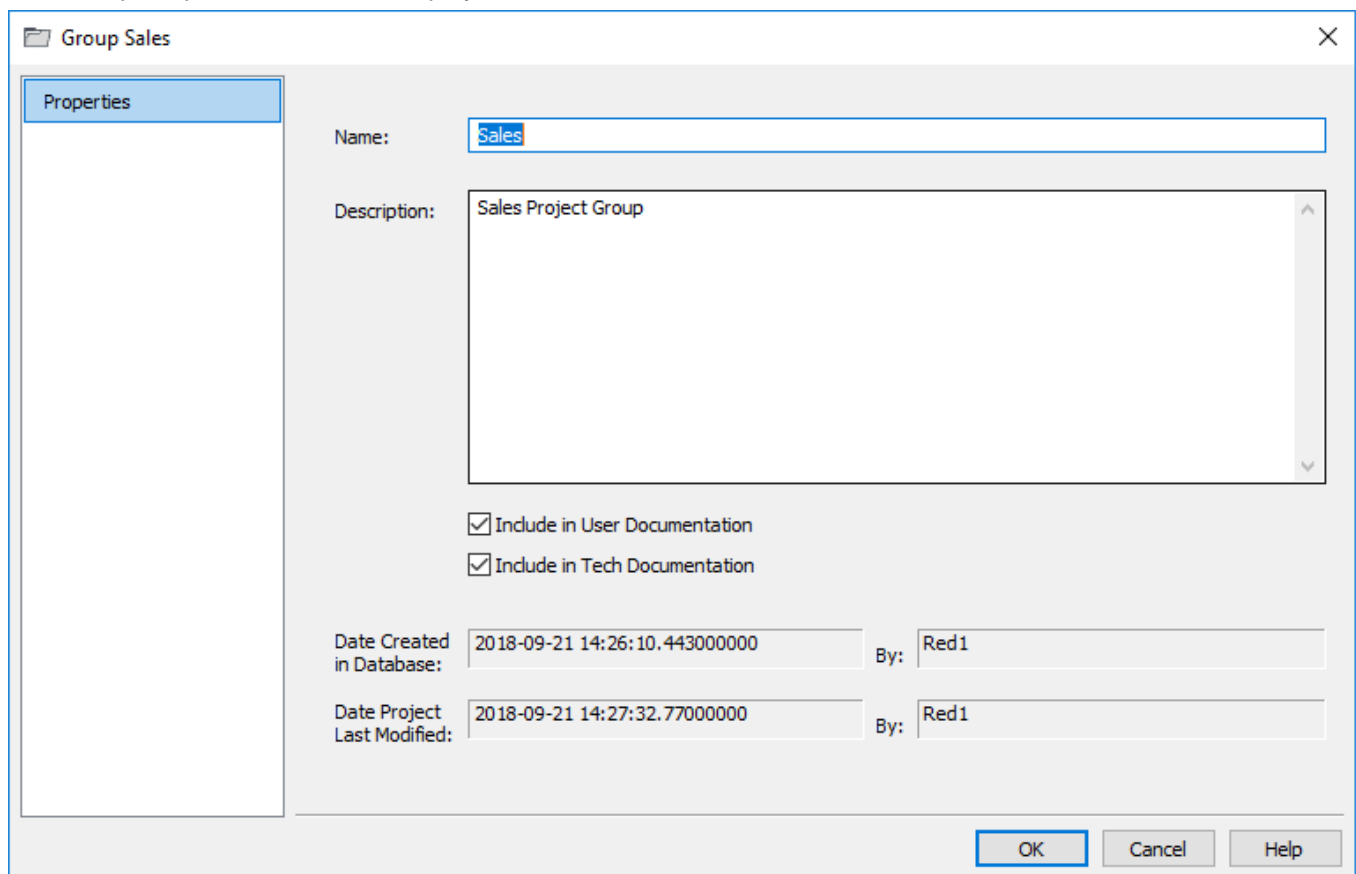 Group Sales
Properties
Name: Sales
Description: Sales Project Group
Include in User Documentation
Include in Tech Documentation
Date Created
in Database: 2018-09-21 14:26:10.443000000 By: Red1
Date Project
Last Modified: 2018-09-21 14:27:32.77000000 By: Red1
OK Cancel Help